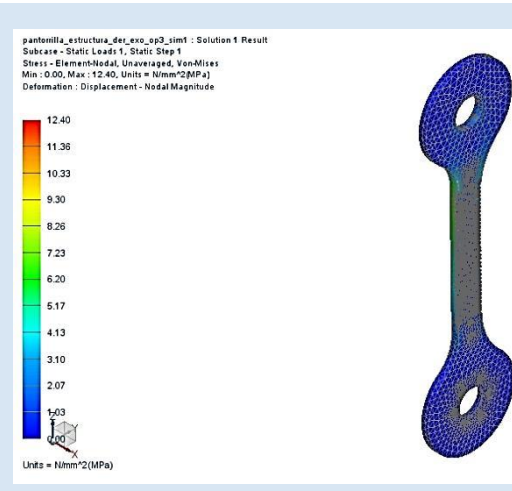 pantorrilla_estructura_der_exo_op3_sim1 : Solution 1 Result
Subcase - Static Loads 1, Static Step 1
Stress - Element-Nodal, Unaveraged, Von-Mises
Min : 0.00, Max : 12.40, Units = N/mm^2(MPa)
Deformation : Displacement - Nodal Magnitude
12.40
11.36
10.33
9.30
8.26
7.23
6.20
5.17
4.13
3.10
2.07
1.03
0.00
Z
Y
X
Units = N/mm^2(MPa)